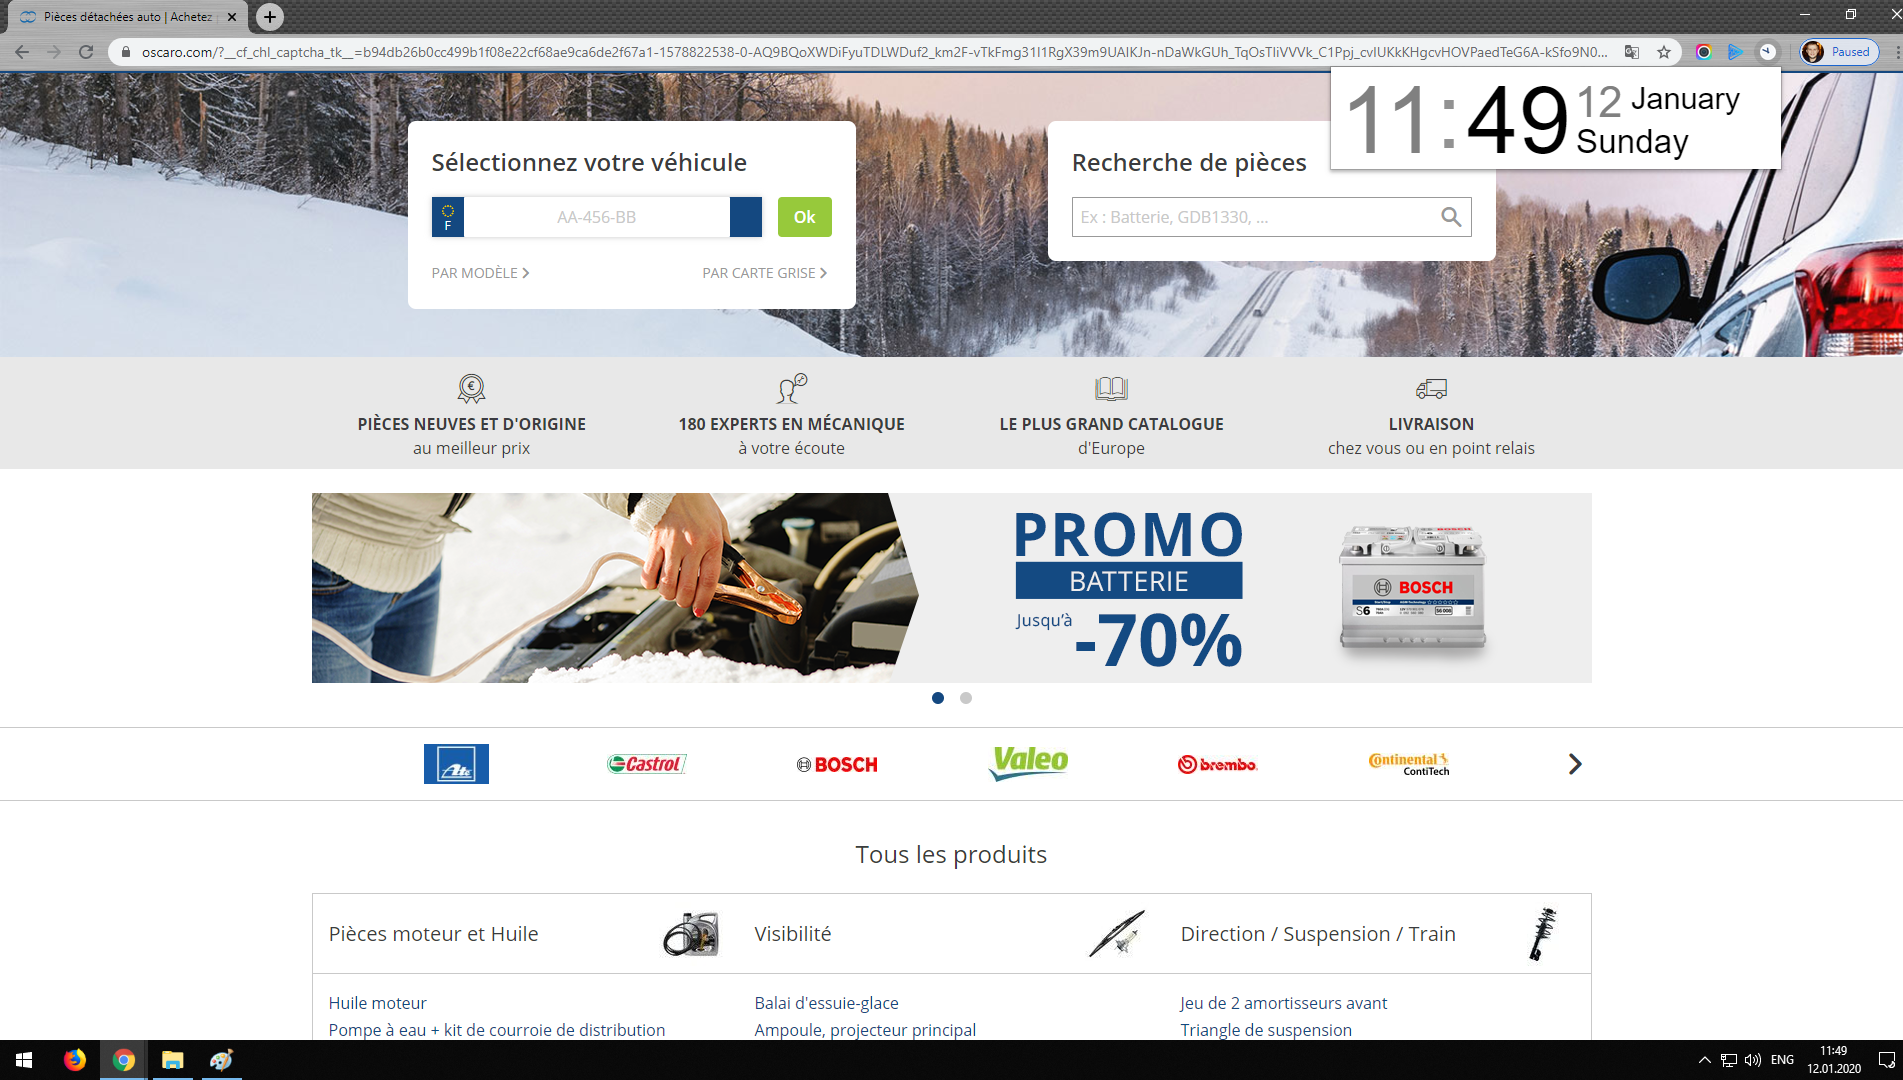 Pièces détachées auto | Achetez
oscaro.com/?__cf_chl_captcha_tk__=b94db26b0cc499b1f08e22cf68ae9ca6de2f67a1-1578822538-0-AQ9BQoXWDiFyuTDLWDuf2_km2F-vTkFmg31I1RgX39m9UAIKJn-nDaWkGUh_TqOsTIiVVVk_C1Ppj_cvIUKkKHgcvHOVPaedTeG6A-kSfo9N0...
Paused
11:49 12 January
Sunday
Sélectionnez votre véhicule
F
AA-456-BB
Ok
PAR MODÈLE
PAR CARTE GRISE
Recherche de pièces
Ex : Batterie, GDB1330, ...
PIÈCES NEUVES ET D'ORIGINE
au meilleur prix
180 EXPERTS EN MÉCANIQUE
à votre écoute
LE PLUS GRAND CATALOGUE
d'Europe
LIVRAISON
chez vous ou en point relais
PROMO
BATTERIE
Jusqu'à
-70%
BOSCH
S6
Ate
Castrol
BOSCH
Valeo
brembo
Continental
ContiTech
Tous les produits
Pièces moteur et Huile
Visibilité
Direction / Suspension / Train
Huile moteur
Balai d'essuie-glace
Jeu de 2 amortisseurs avant
Pompe à eau + kit de courroie de distribution
Ampoule, projecteur principal
Triangle de suspension
ENG
11:49
12.01.2020